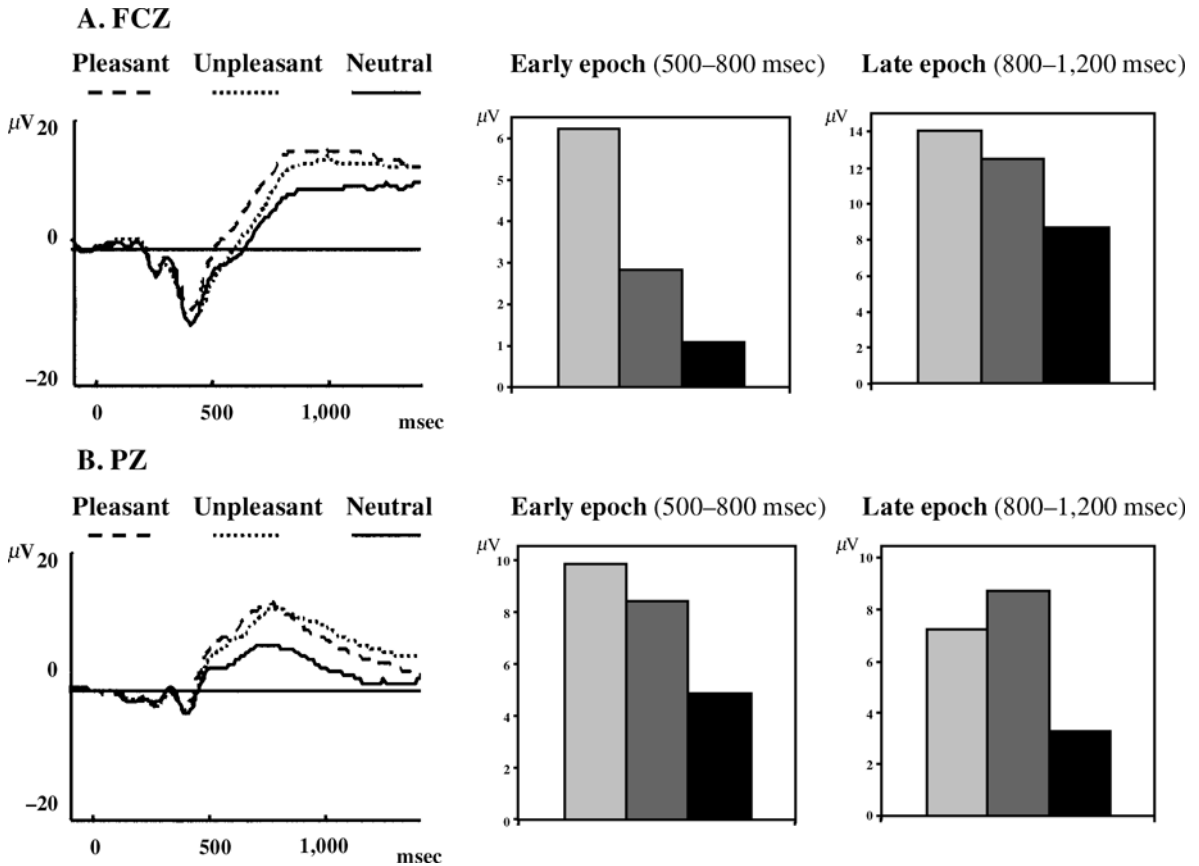 A. FCZ
Pleasant Unpleasant Neutral
Early epoch (500–800 msec)
Late epoch (800–1,200 msec)
μV
20
0
−20
0 500 1,000 msec
μV
6
5
4
3
2
1
0
μV
14
12
10
8
6
4
2
0
B. PZ
Pleasant Unpleasant Neutral
Early epoch (500–800 msec)
Late epoch (800–1,200 msec)
μV
20
0
−20
0 500 1,000 msec
μV
10
8
6
4
2
0
μV
10
8
6
4
2
0